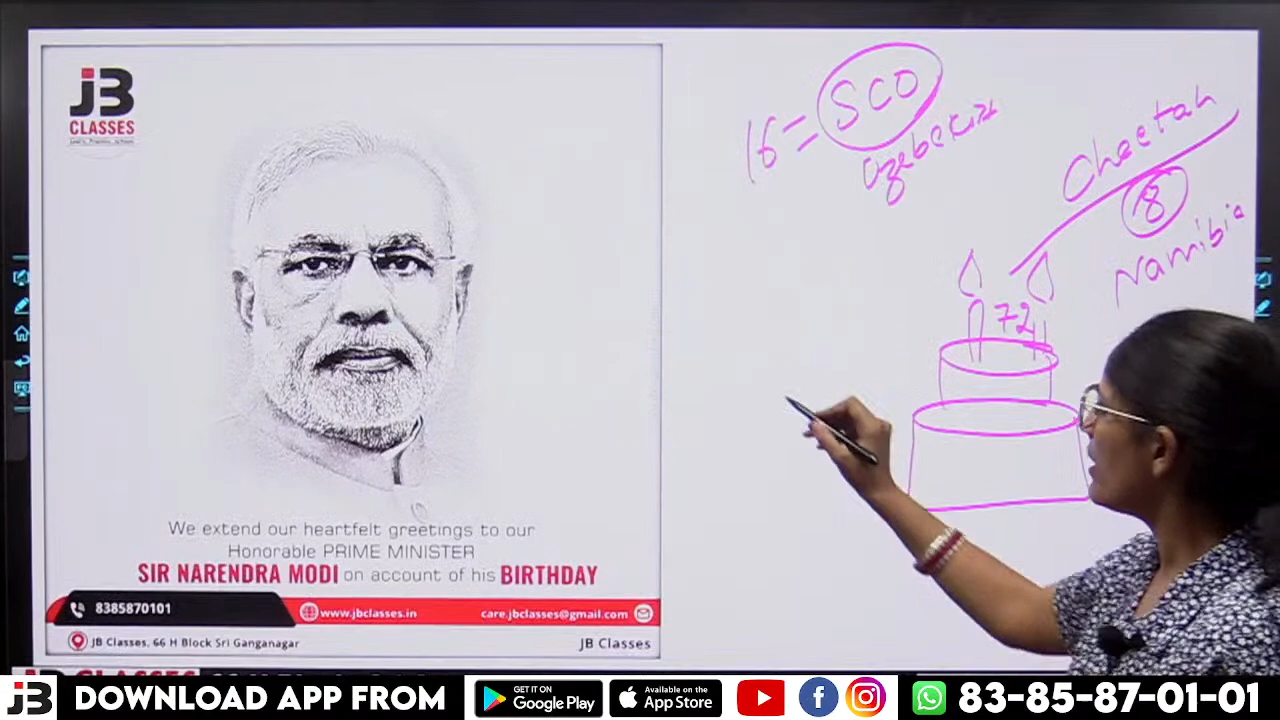 JB
CLASSES
We extend our heartfelt greetings to our
Honorable PRIME MINISTER
SIR NARENDRA MODI on account of his BIRTHDAY
8385870101
www.jbclasses.in
care.jbclasses@gmail.com
JB Classes, 66 H Block Sri Ganganagar
JB Classes
16 = SCO
Uzebekis
Cheetah
8
Namibia
72
JB
CLASSES
DOWNLOAD APP FROM
GET IT ON
Google Play
Available on the
App Store
83-85-87-01-01